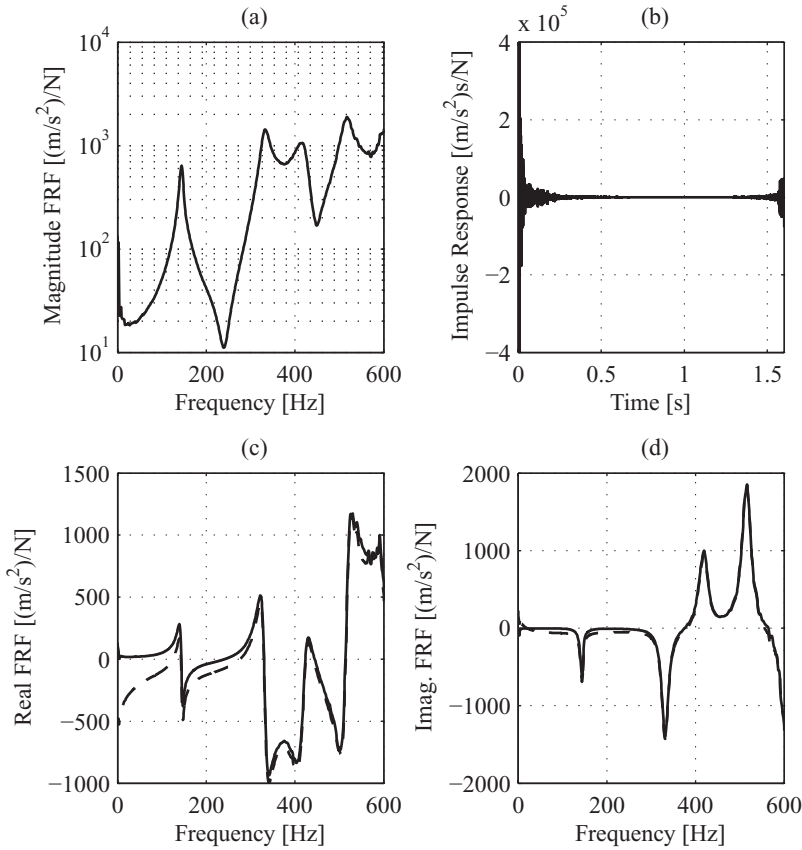 (a)
10^4
10^3
10^2
10^1
Magnitude FRF [(m/s^2)/N]
0 200 400 600
Frequency [Hz]
(b)
x 10^5
4
2
0
−2
−4
Impulse Response [(m/s^2)s/N]
0 0.5 1 1.5
Time [s]
(c)
1500
1000
500
0
−500
−1000
Real FRF [(m/s^2)/N]
0 200 400 600
Frequency [Hz]
(d)
2000
1000
0
−1000
−2000
Imag. FRF [(m/s^2)/N]
0 200 400 600
Frequency [Hz]